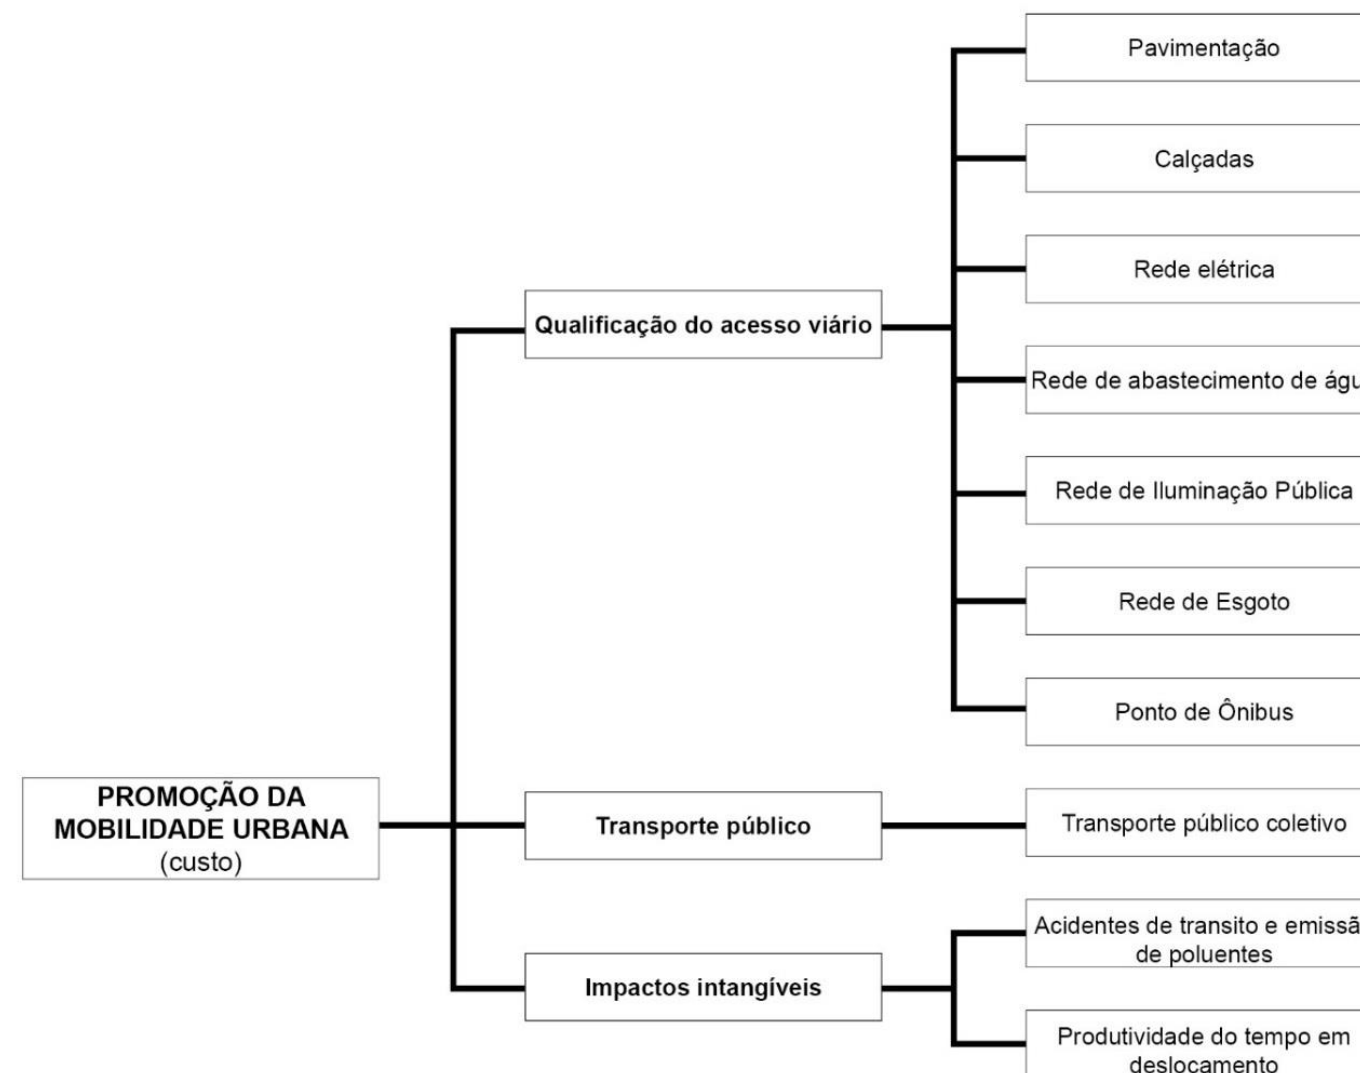 Pavimentação
Calçadas
Rede elétrica
Qualificação do acesso viário
Rede de abastecimento de
Rede de Iluminação Pública
Rede de Esgoto
Ponto de Ônibus
PROMOÇÃO DA
MOBILIDADE URBANA
(custo)
Transporte público
Transporte público coletivo
Acidentes de transito e
de poluentes
Impactos intangíveis
Produtividade do tempo em
deslocamento